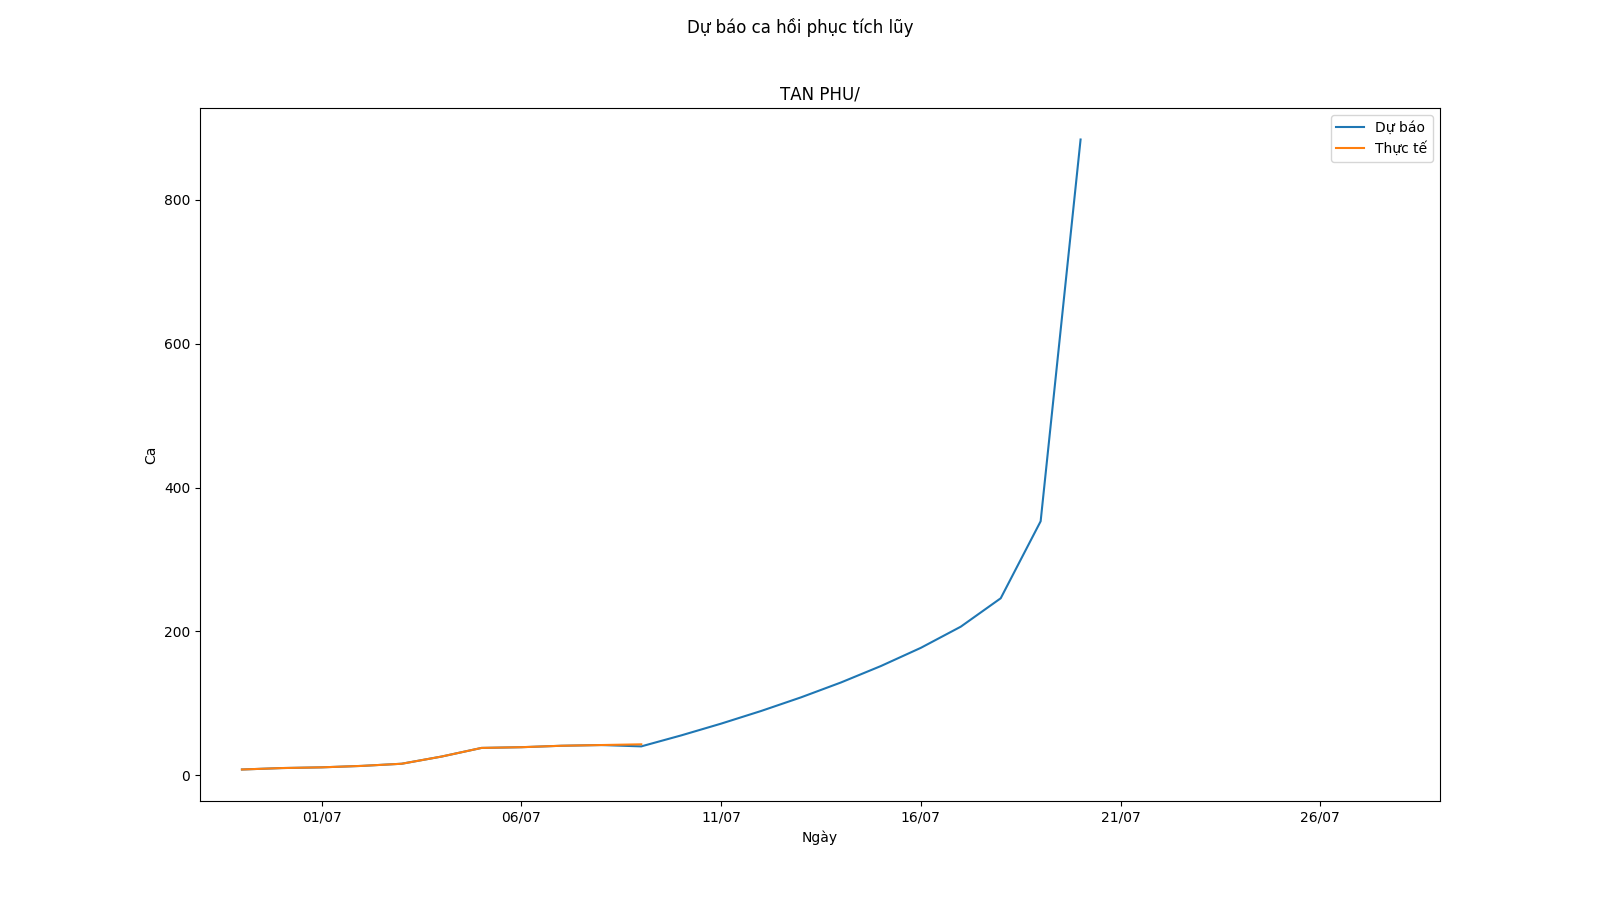 Dự báo ca hồi phục tích lũy
TAN PHU/
Dự báo
Thực tế
800
600
400
200
0
Ca
01/07
06/07
11/07
16/07
21/07
26/07
Ngày